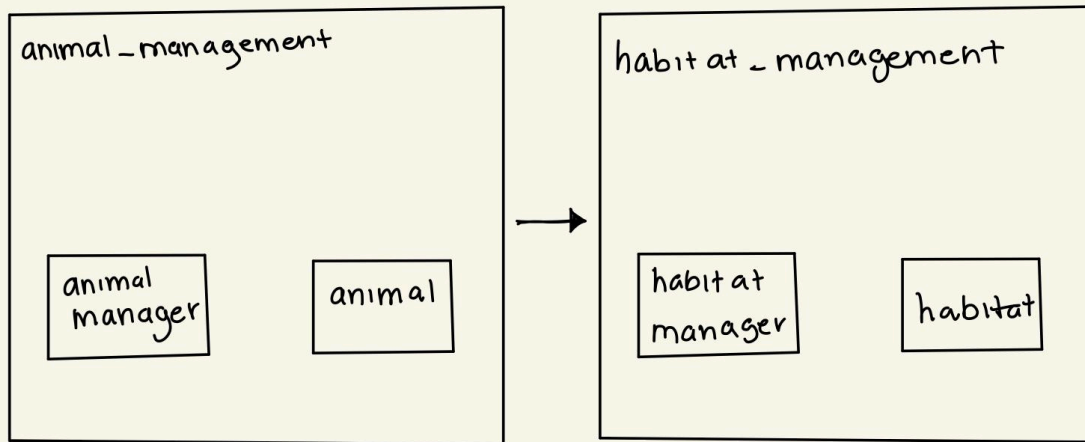 animal_management
animal
manager
animal
habitat_management
habitat
manager
habitat